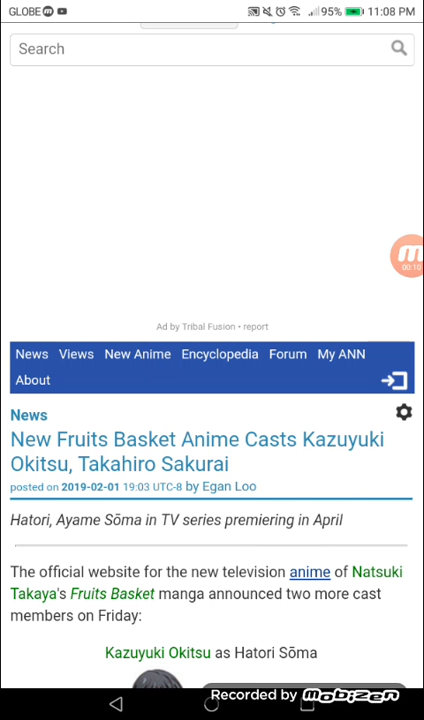 GLOBE 95% 11:08 PM
Search
00:10
Ad by Tribal Fusion • report
News Views New Anime Encyclopedia Forum My ANN
About
News
New Fruits Basket Anime Casts Kazuyuki
Okitsu, Takahiro Sakurai
posted on 2019-02-01 19:03 UTC-8 by Egan Loo
Hatori, Ayame Sōma in TV series premiering in April
The official website for the new television anime of Natsuki
Takaya's Fruits Basket manga announced two more cast
members on Friday:
Kazuyuki Okitsu as Hatori Sōma
Recorded by mobizen